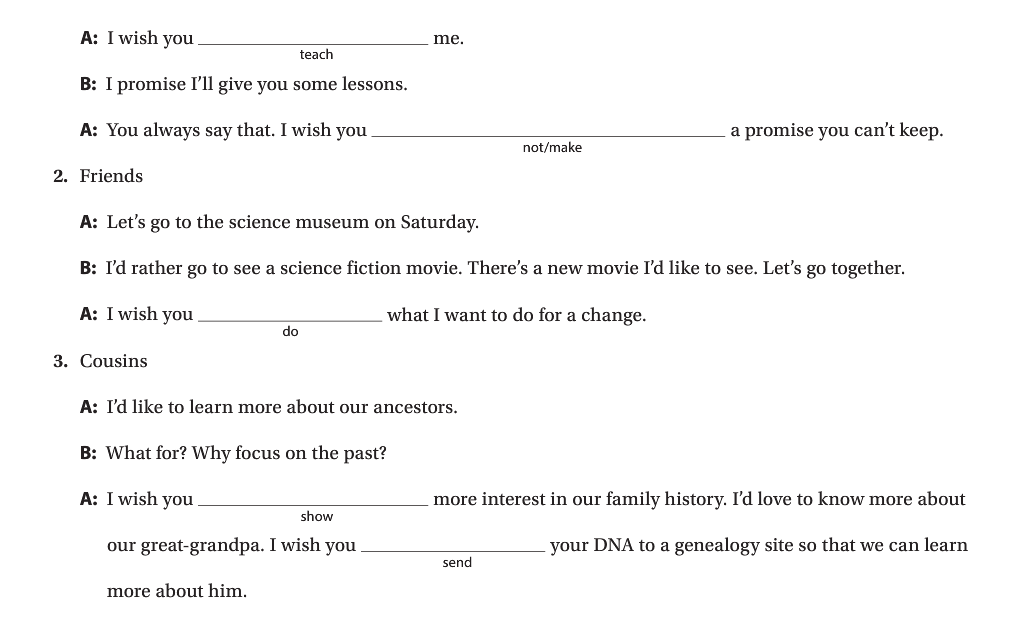 A: I wish you ____________________ me.
teach
B: I promise I’ll give you some lessons.
A: You always say that. I wish you ____________________ a promise you can’t keep.
not/make
2. Friends
A: Let’s go to the science museum on Saturday.
B: I’d rather go to see a science fiction movie. There’s a new movie I’d like to see. Let’s go together.
A: I wish you ____________________ what I want to do for a change.
do
3. Cousins
A: I’d like to learn more about our ancestors.
B: What for? Why focus on the past?
A: I wish you ____________________ more interest in our family history. I’d love to know more about
show
our great-grandpa. I wish you ____________________ your DNA to a genealogy site so that we can learn
send
more about him.